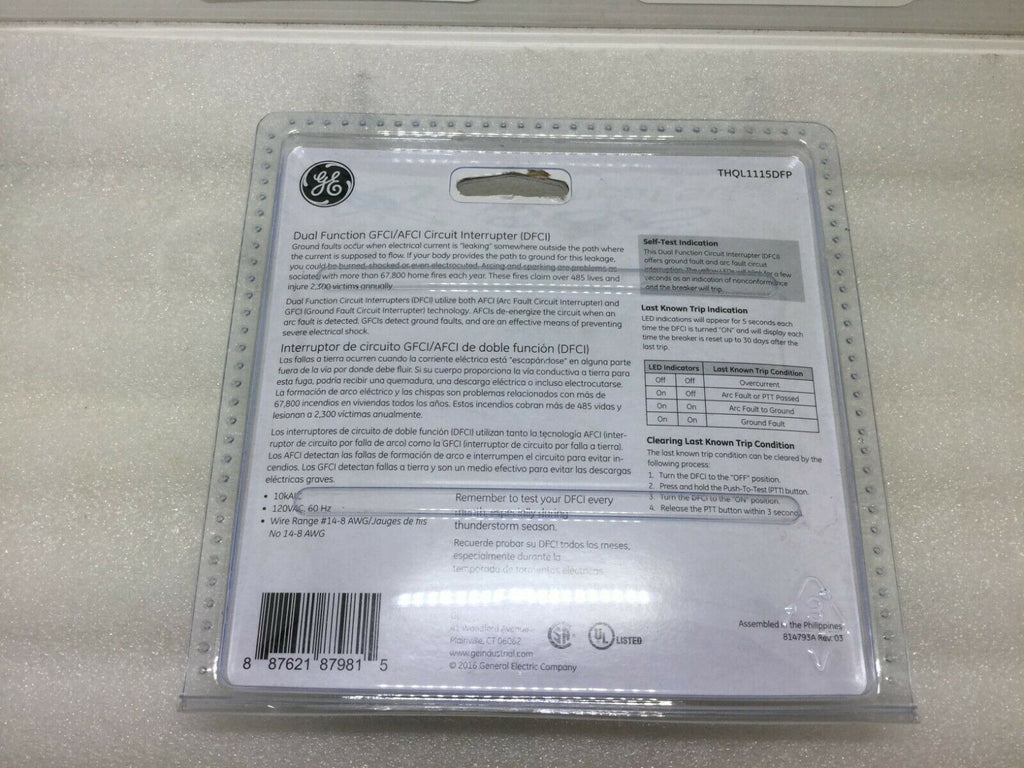 GE
THQL1115DFP
Dual Function GFCI/AFCI Circuit Interrupter (DFCI)
Ground faults occur when electrical current is "leaking" somewhere outside the path where
the current is supposed to flow. If your body provides the path to ground for this leakage,
you could be burned, shocked or even electrocuted. Arcing and sparking are problems as
sociated with more than 67,800 home fires each year. These fires claim over 485 lives and
injure 2,300 victims annually.
Dual Function Circuit Interrupters (DFCI) utilize both AFCI (Arc Fault Circuit Interrupter) and
GFCI (Ground Fault Circuit Interrupter) technology. AFCIs de-energize the circuit when an
arc fault is detected. GFCIs detect ground faults, and are an effective means of preventing
severe electrical shock.
Interruptor de circuito GFCI/AFCI de doble función (DFCI)
Las fallas a tierra ocurren cuando la corriente eléctrica está "escapándose" en alguna parte
fuera de la vía por donde debe fluir. Si su cuerpo proporciona la vía conductiva a tierra para
esta fuga, podría recibir una quemadura, una descarga eléctrica o incluso electrocutarse.
La formación de arco eléctrico y las chispas son problemas relacionados con más de
67,800 incendios en viviendas todos los años. Estos incendios cobran más de 485 vidas y
lesionan a 2,300 víctimas anualmente.
Los interruptores de circuito de doble función (DFCI) utilizan tanto la tecnología AFCI (inter-
ruptor de circuito por falla de arco) como la GFCI (interruptor de circuito por falla a tierra).
Los AFCI detectan las fallas de formación de arco e interrumpen el circuito para evitar in-
cendios. Los GFCI detectan fallas a tierra y son un medio efectivo para evitar las descargas
eléctricas graves.
• 10kAIC
• 120VAC, 60 Hz
• Wire Range #14-8 AWG/Jauges de fils
No 14-8 AWG
Remember to test your DFCI every
month, especially during
thunderstorm season.
Recuerde probar su DFCI todos los meses,
especialmente durante la
temporada de tormentas eléctricas.
Self-Test Indication
This Dual Function Circuit Interrupter (DFCI)
offers ground fault and arc fault circuit
interruption. The yellow LEDs will blink for a few
seconds as an indication of nonconformance
and the breaker will trip.
Last Known Trip Indication
LED indications will appear for 5 seconds each
time the DFCI is turned "ON" and will display each
time the breaker is reset up to 30 days after the
last trip.
LED Indicators Last Known Trip Condition
Off Off Overcurrent
On Off Arc Fault or PTT Passed
On On Arc Fault to Ground
On On Ground Fault
Clearing Last Known Trip Condition
The last known trip condition can be cleared by the
following process:
1. Turn the DFCI to the "OFF" position.
2. Press and hold the Push-To-Test (PTT) button.
3. Turn the DFCI to the "ON" position.
4. Release the PTT button within 3 second
8 87621 87981 5
41 Woodford Avenue
Plainville, CT 06062
www.geindustrial.com
© 2016 General Electric Company
UL LISTED
Assembled in the Philippines
814793A Rev. 03